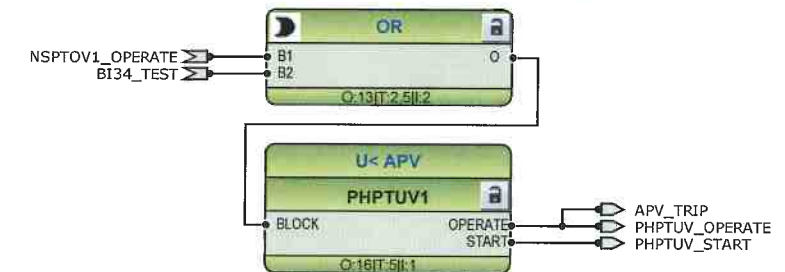 OR
NSPTOV1_OPERATE
B1
O
BI34_TEST
B2
O:13|T:2.5|I:2
U< APV
PHPTUV1
BLOCK
OPERATE
APV_TRIP
START
PHPTUV_OPERATE
PHPTUV_START
O:16|T:5|I:1